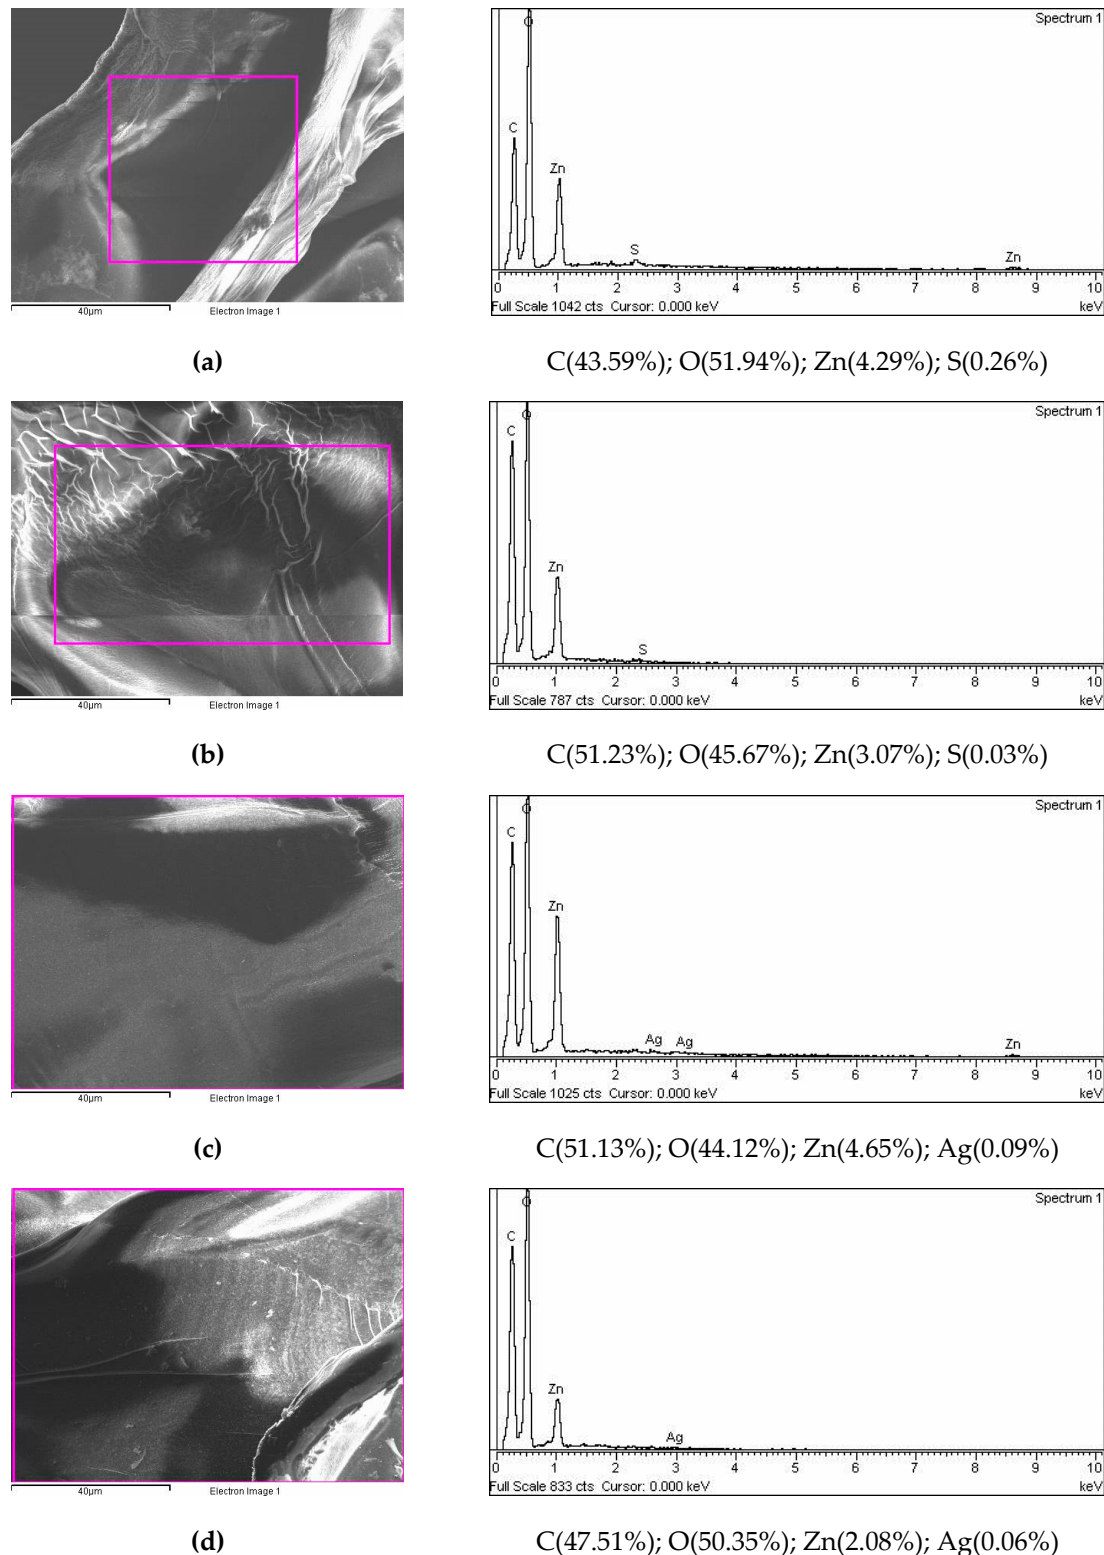 Spectrum 1
O
C
Zn
S
Zn
0 1 2 3 4 5 6 7 8 9 10
Full Scale 1042 cts Cursor: 0.000 keV
keV
40µm
Electron Image 1
(a)
C(43.59%); O(51.94%); Zn(4.29%); S(0.26%)
Spectrum 1
O
C
Zn
S
0 1 2 3 4 5 6 7 8 9 10
Full Scale 787 cts Cursor: 0.000 keV
keV
40µm
Electron Image 1
(b)
C(51.23%); O(45.67%); Zn(3.07%); S(0.03%)
Spectrum 1
O
C
Zn
Ag Ag
Zn
0 1 2 3 4 5 6 7 8 9 10
Full Scale 1025 cts Cursor: 0.000 keV
keV
40µm
Electron Image 1
(c)
C(51.13%); O(44.12%); Zn(4.65%); Ag(0.09%)
Spectrum 1
O
C
Zn
Ag
0 1 2 3 4 5 6 7 8 9 10
Full Scale 833 cts Cursor: 0.000 keV
keV
40µm
Electron Image 1
(d)
C(47.51%); O(50.35%); Zn(2.08%); Ag(0.06%)